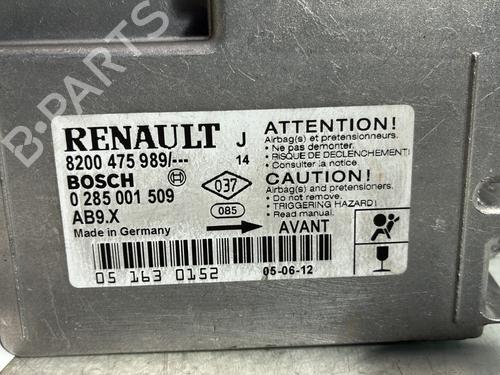 RENAULT J
8200 475 989/--- 14
BOSCH
0 285 001 509
AB9.X
Made in Germany
037
085
ATTENTION!
Airbag(s) et pretensionneurs.
• Ne pas demonter.
• RISQUE DE DECLENCHEMENT!
• Consulter la notice.
CAUTION!
Airbag(s) and pretensioners.
• Do not remove.
• TRIGGERING HAZARD!
• Read manual.
AVANT
05 163 0152
05-06-12
B-PARTS